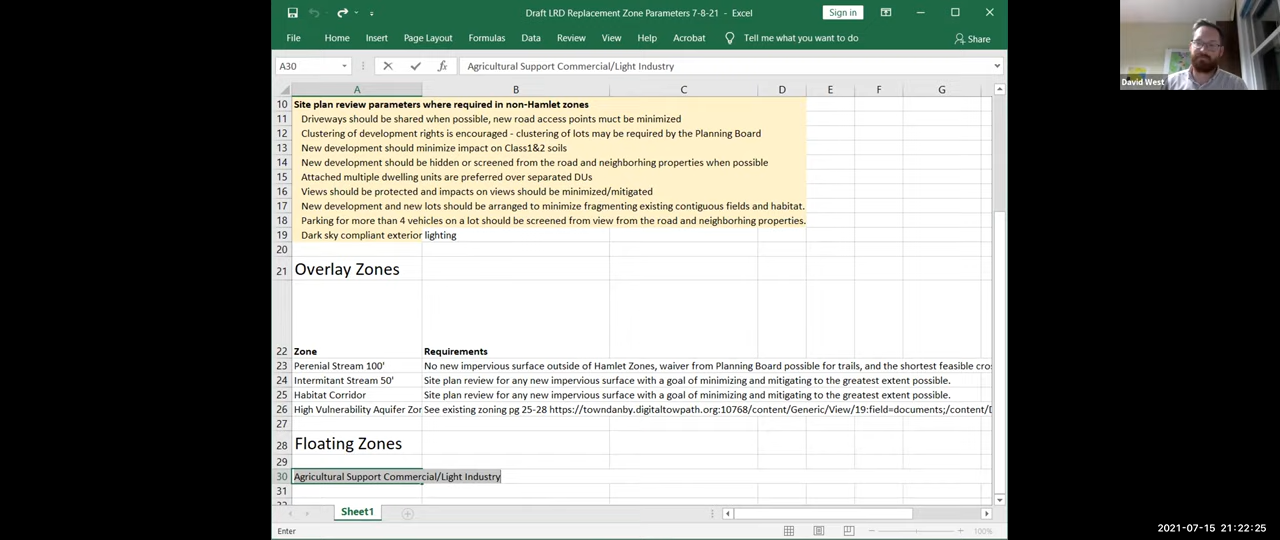 Draft LRD Replacement Zone Parameters 7-8-21 - Excel
Sign in
File Home Insert Page Layout Formulas Data Review View Help Acrobat Tell me what you want to do Share
A30 fx Agricultural Support Commercial/Light Industry
A B C D E F G
10 Site plan review parameters where required in non-Hamlet zones
11 Driveways should be shared when possible, new road access points muct be minimized
12 Clustering of development rights is encouraged - clustering of lots may be required by the Planning Board
13 New development should minimize impact on Class1&2 soils
14 New development should be hidden or screened from the road and neighborhing properties when possible
15 Attached multiple dwelling units are preferred over separated DUs
16 Views should be protected and impacts on views should be minimized/mitigated
17 New development and new lots should be arranged to minimize fragmenting existing contiguous fields and habitat.
18 Parking for more than 4 vehicles on a lot should be screened from view from the road and neighborhing properties.
19 Dark sky compliant exterior lighting
20
21 Overlay Zones
22 Zone Requirements
23 Perenial Stream 100' No new impervious surface outside of Hamlet Zones, waiver from Planning Board possible for trails, and the shortest feasible cro
24 Intermitant Stream 50' Site plan review for any new impervious surface with a goal of minimizing and mitigating to the greatest extent possible.
25 Habitat Corridor Site plan review for any new impervious surface with a goal of minimizing and mitigating to the greatest extent possible.
26 High Vulnerability Aquifer Zor See existing zoning pg 25-28 https://towndanby.digitaltowpath.org:10768/content/Generic/View/19:field=documents;/content/D
27
28 Floating Zones
29
30 Agricultural Support Commercial/Light Industry
31
Sheet1
Enter 100%
David West
2021-07-15 21:22:25